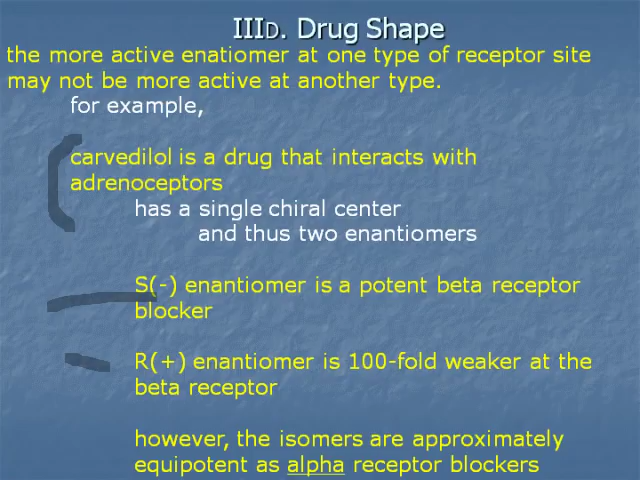 IIID. Drug Shape
the more active enatiomer at one type of receptor site
may not be more active at another type.
for example,
carvedilol is a drug that interacts with
adrenoceptors
has a single chiral center
and thus two enantiomers
S(-) enantiomer is a potent beta receptor
blocker
R(+) enantiomer is 100-fold weaker at the
beta receptor
however, the isomers are approximately
equipotent as alpha receptor blockers